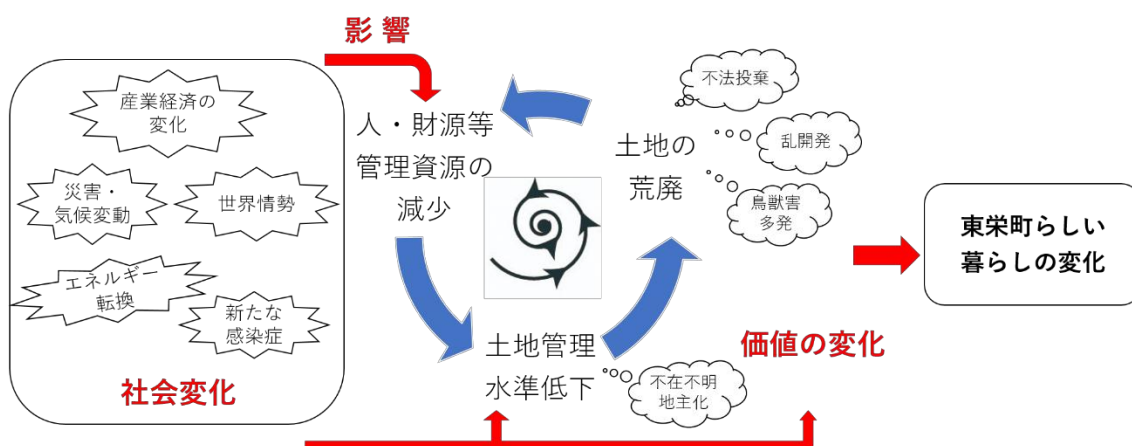 影 響
産業経済の
変化
災害・
気候変動
世界情勢
エネルギー
転換
新たな
感染症
社会変化
人・財源等
管理資源の
減少
土地の
荒廃
不法投棄
乱開発
鳥獣害
多発
土地管理
水準低下
不在不明
地主化
価値の変化
東栄町らしい
暮らしの変化